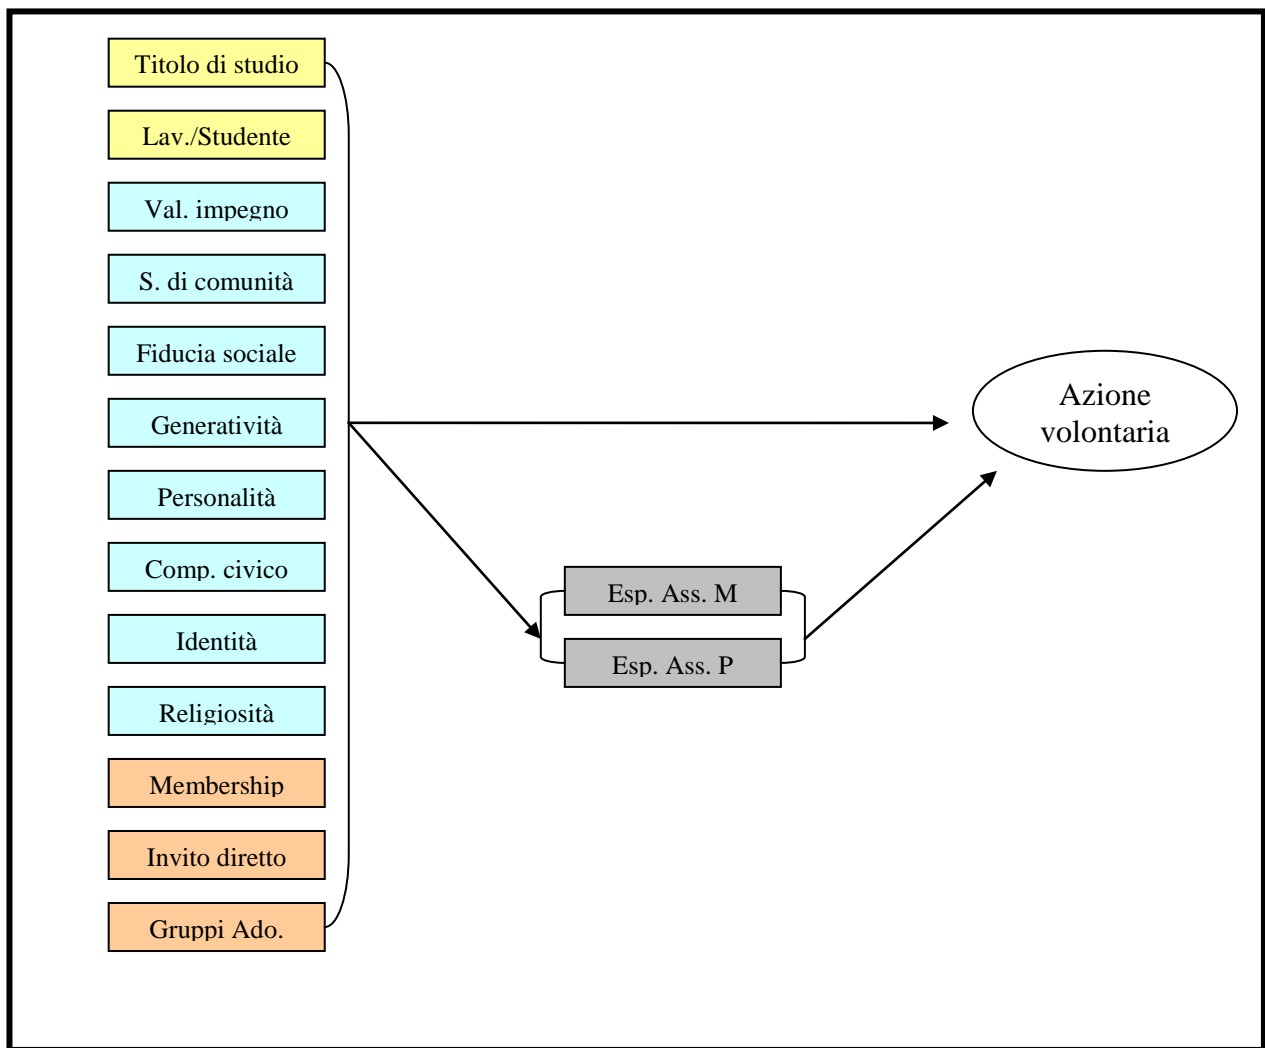 Titolo di studio
Lav./Studente
Val. impegno
S. di comunità
Fiducia sociale
Generatività
Personalità
Comp. civico
Identità
Religiosità
Membership
Invito diretto
Gruppi Ado.
Esp. Ass. M
Esp. Ass. P
Azione
volontaria